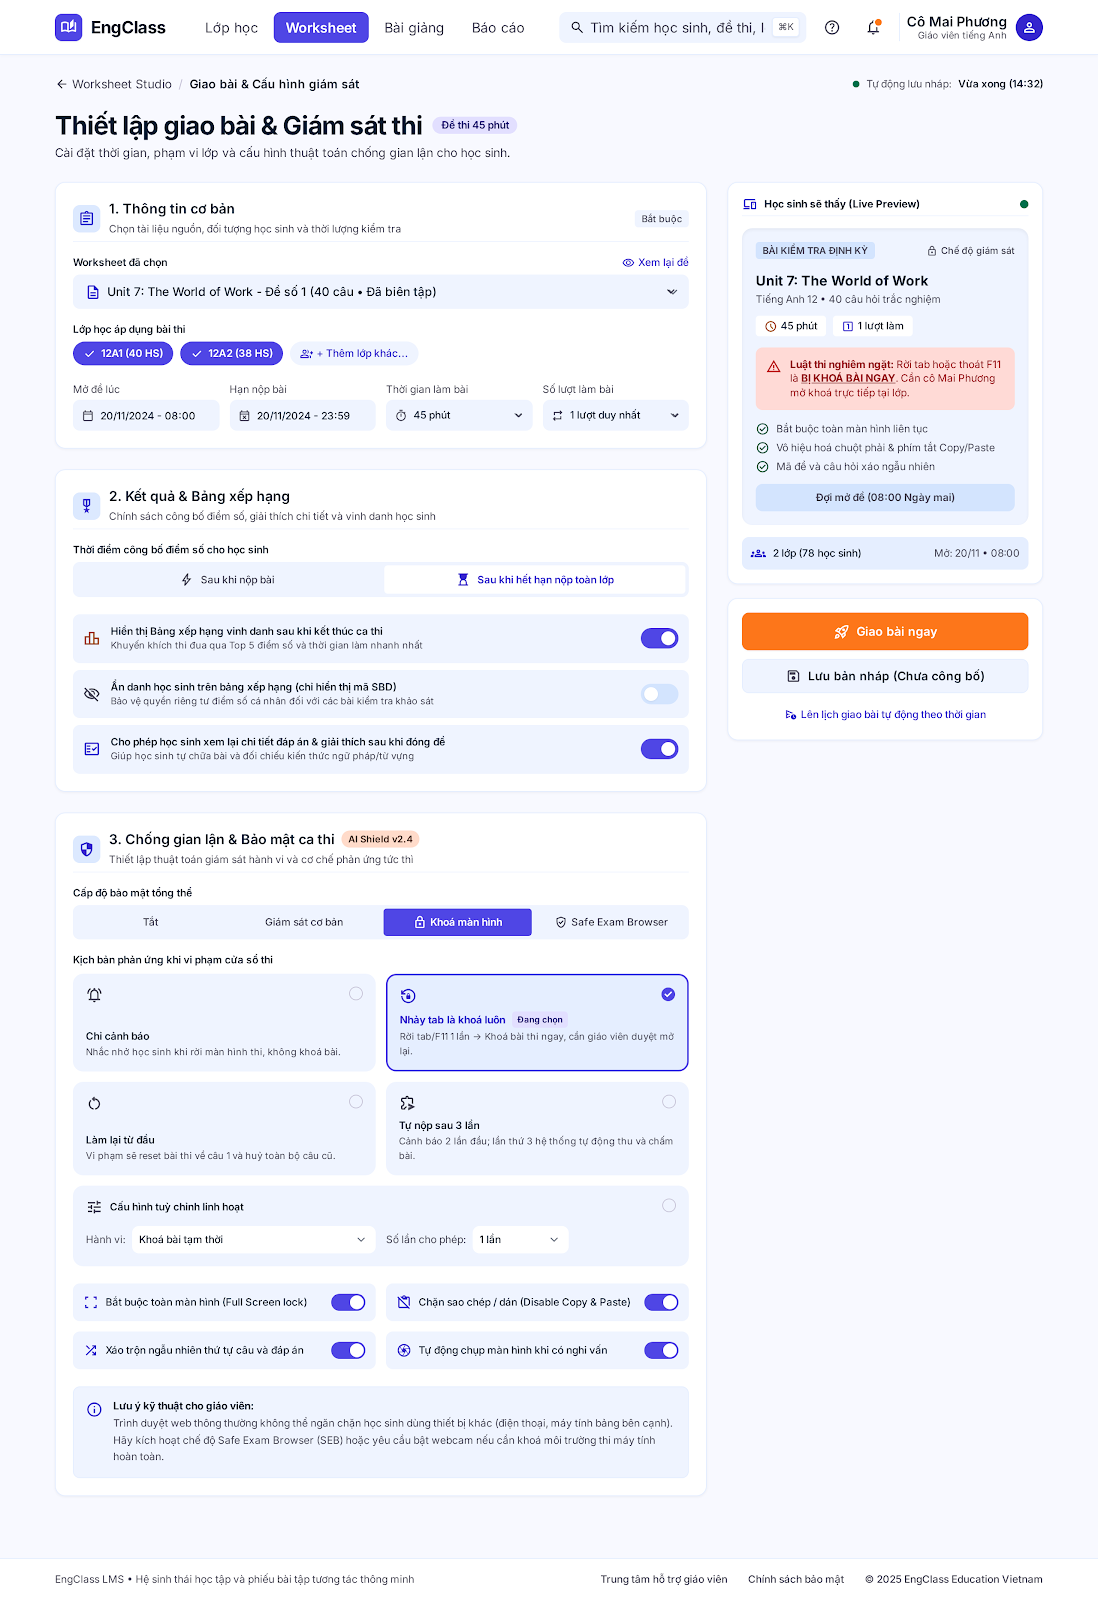 EngClass
Lớp học
Worksheet
Bài giảng
Báo cáo
Tìm kiếm học sinh, đề thi, l
⌘K
Cô Mai Phương
Giáo viên tiếng Anh
← Worksheet Studio / Giao bài & Cấu hình giám sát
Tự động lưu nháp: Vừa xong (14:32)
Thiết lập giao bài & Giám sát thi
Đề thi 45 phút
Cài đặt thời gian, phạm vi lớp và cấu hình thuật toán chống gian lận cho học sinh.
1. Thông tin cơ bản
Chọn tài liệu nguồn, đối tượng học sinh và thời lượng kiểm tra
Bắt buộc
Worksheet đã chọn
Xem lại đề
Unit 7: The World of Work - Đề số 1 (40 câu • Đã biên tập)
Lớp học áp dụng bài thi
12A1 (40 HS)
12A2 (38 HS)
+ Thêm lớp khác...
Mở đề lúc
Hạn nộp bài
Thời gian làm bài
Số lượt làm bài
20/11/2024 - 08:00
20/11/2024 - 23:59
45 phút
1 lượt duy nhất
2. Kết quả & Bảng xếp hạng
Chính sách công bố điểm số, giải thích chi tiết và vinh danh học sinh
Thời điểm công bố điểm số cho học sinh
Sau khi nộp bài
Sau khi hết hạn nộp toàn lớp
Hiển thị Bảng xếp hạng vinh danh sau khi kết thúc ca thi
Khuyến khích thi đua qua Top 5 điểm số và thời gian làm nhanh nhất
Ẩn danh học sinh trên bảng xếp hạng (chỉ hiển thị mã SBD)
Bảo vệ quyền riêng tư điểm số cá nhân đối với các bài kiểm tra khảo sát
Cho phép học sinh xem lại chi tiết đáp án & giải thích sau khi đóng đề
Giúp học sinh tự chữa bài và đối chiếu kiến thức ngữ pháp/từ vựng
3. Chống gian lận & Bảo mật ca thi
AI Shield v2.4
Thiết lập thuật toán giám sát hành vi và cơ chế phản ứng tức thì
Cấp độ bảo mật tổng thể
Tắt
Giám sát cơ bản
Khoá màn hình
Safe Exam Browser
Kịch bản phản ứng khi vi phạm cửa sổ thi
Chỉ cảnh báo
Nhắc nhở học sinh khi rời màn hình thi, không khoá bài.
Nhảy tab là khoá luôn
Đang chọn
Rời tab/F11 1 lần → Khoá bài thi ngay, cần giáo viên duyệt mở
lại.
Làm lại từ đầu
Vi phạm sẽ reset bài thi về câu 1 và huỷ toàn bộ câu cũ.
Tự nộp sau 3 lần
Cảnh báo 2 lần đầu; lần thứ 3 hệ thống tự động thu và chấm
bài.
Cấu hình tuỳ chỉnh linh hoạt
Hành vi:
Khoá bài tạm thời
Số lần cho phép:
1 lần
Bắt buộc toàn màn hình (Full Screen lock)
Chặn sao chép / dán (Disable Copy & Paste)
Xáo trộn ngẫu nhiên thứ tự câu và đáp án
Tự động chụp màn hình khi có nghi vấn
Lưu ý kỹ thuật cho giáo viên:
Trình duyệt web thông thường không thể ngăn chặn học sinh dùng thiết bị khác (điện thoại, máy tính bảng bên cạnh).
Hãy kích hoạt chế độ Safe Exam Browser (SEB) hoặc yêu cầu bật webcam nếu cần khoá môi trường thi máy tính
hoàn toàn.
Học sinh sẽ thấy (Live Preview)
BÀI KIỂM TRA ĐỊNH KỲ
Chế độ giám sát
Unit 7: The World of Work
Tiếng Anh 12 • 40 câu hỏi trắc nghiệm
45 phút
1 lượt làm
Luật thi nghiêm ngặt: Rời tab hoặc thoát F11
là BỊ KHOÁ BÀI NGAY. Cần cô Mai Phương
mở khoá trực tiếp tại lớp.
Bắt buộc toàn màn hình liên tục
Vô hiệu hoá chuột phải & phím tắt Copy/Paste
Mã đề và câu hỏi xáo ngẫu nhiên
Đợi mở đề (08:00 Ngày mai)
2 lớp (78 học sinh)
Mở: 20/11 • 08:00
Giao bài ngay
Lưu bản nháp (Chưa công bố)
Lên lịch giao bài tự động theo thời gian
EngClass LMS • Hệ sinh thái học tập và phiếu bài tập tương tác thông minh
Trung tâm hỗ trợ giáo viên
Chính sách bảo mật
© 2025 EngClass Education Vietnam